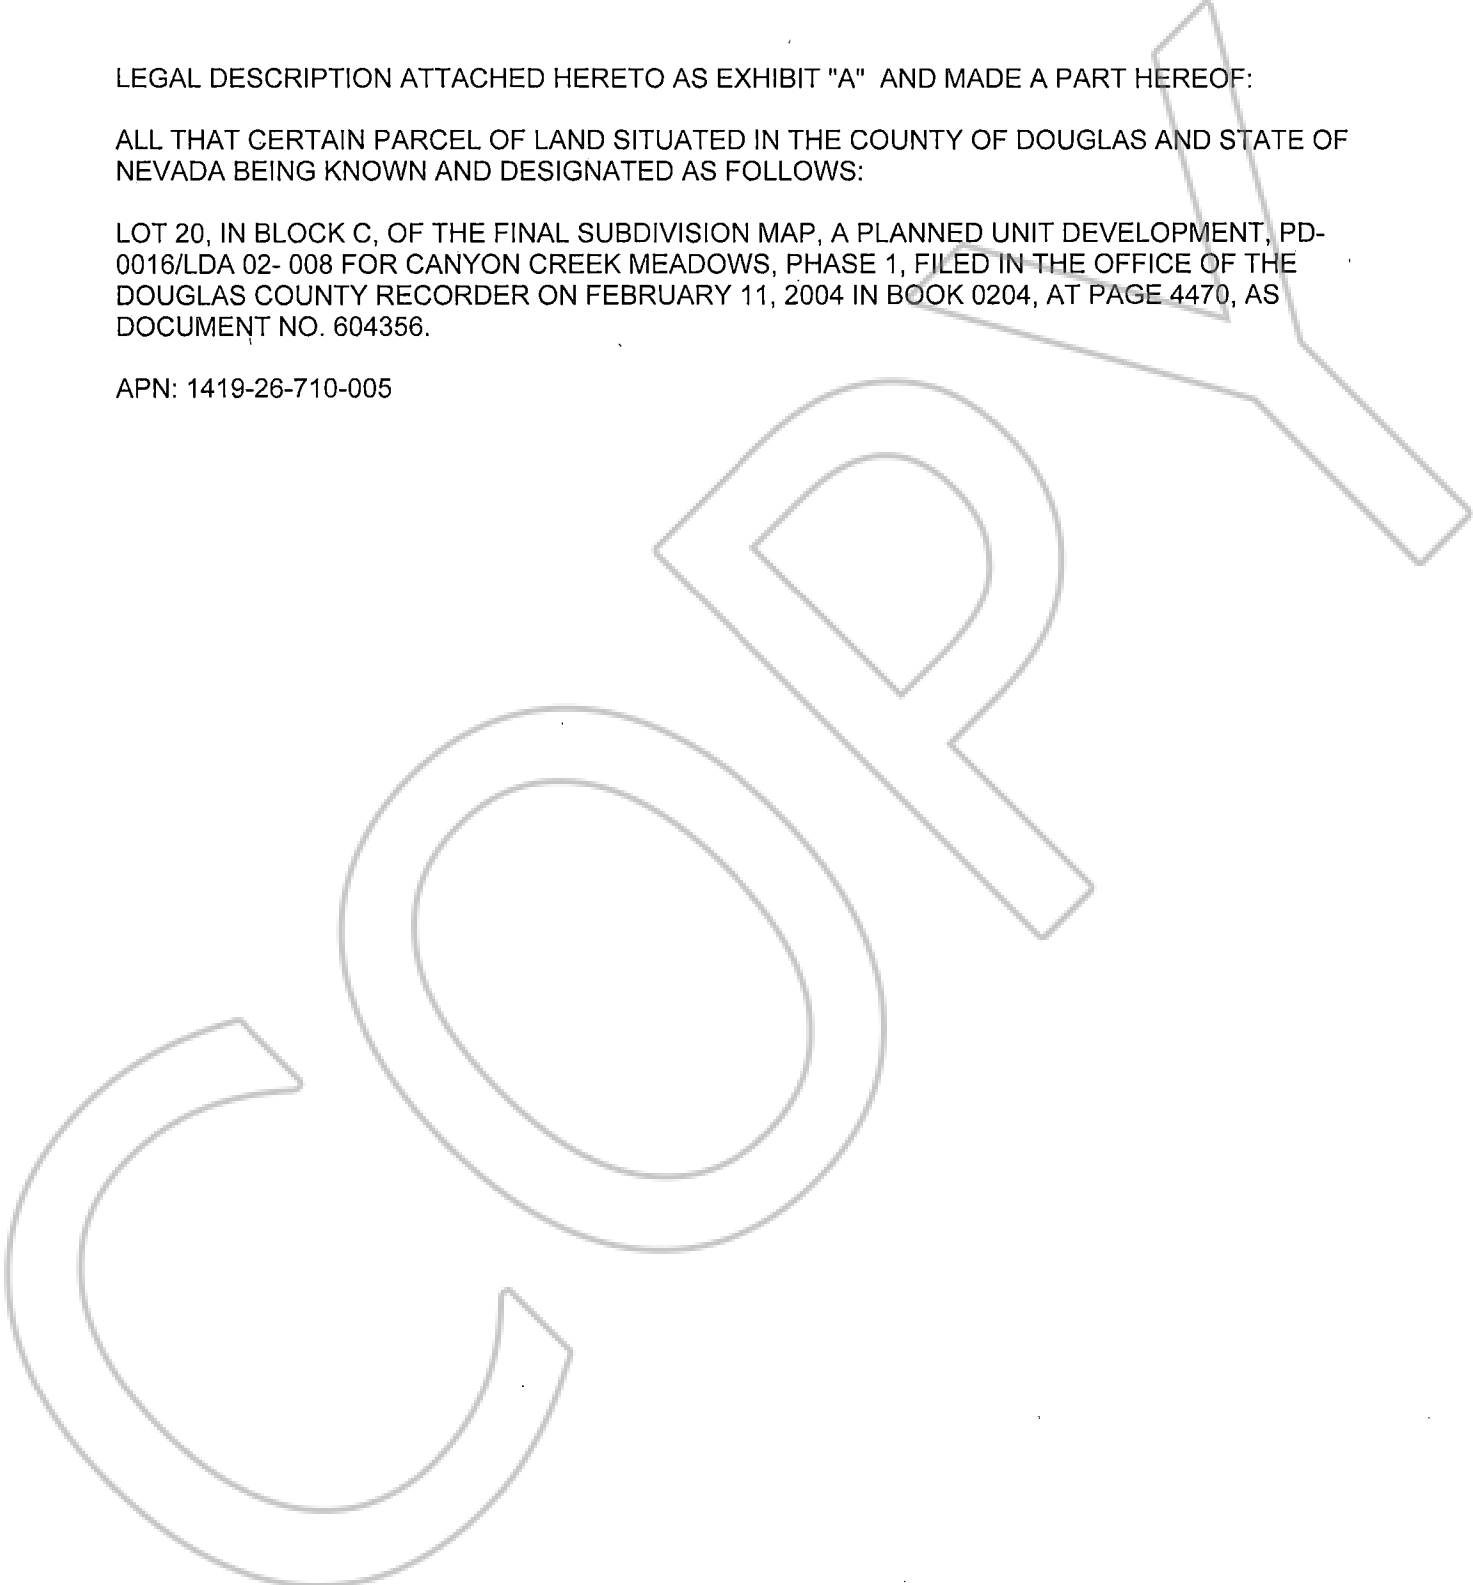 LEGAL DESCRIPTION ATTACHED HERETO AS EXHIBIT "A" AND MADE A PART HEREOF:
ALL THAT CERTAIN PARCEL OF LAND SITUATED IN THE COUNTY OF DOUGLAS AND STATE OF
NEVADA BEING KNOWN AND DESIGNATED AS FOLLOWS:
LOT 20, IN BLOCK C, OF THE FINAL SUBDIVISION MAP, A PLANNED UNIT DEVELOPMENT, PD-
0016/LDA 02- 008 FOR CANYON CREEK MEADOWS, PHASE 1, FILED IN THE OFFICE OF THE
DOUGLAS COUNTY RECORDER ON FEBRUARY 11, 2004 IN BOOK 0204, AT PAGE 4470, AS
DOCUMENT NO. 604356.
APN: 1419-26-710-005
COPY